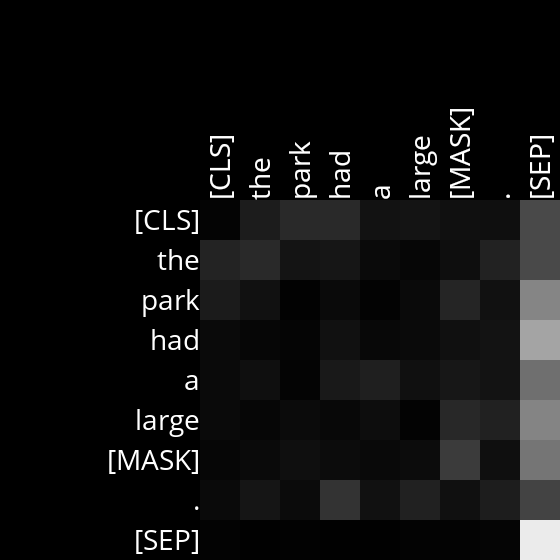 [CLS] the park had a large [MASK] . [SEP]
[CLS]
the
park
had
a
large
[MASK]
.
[SEP]